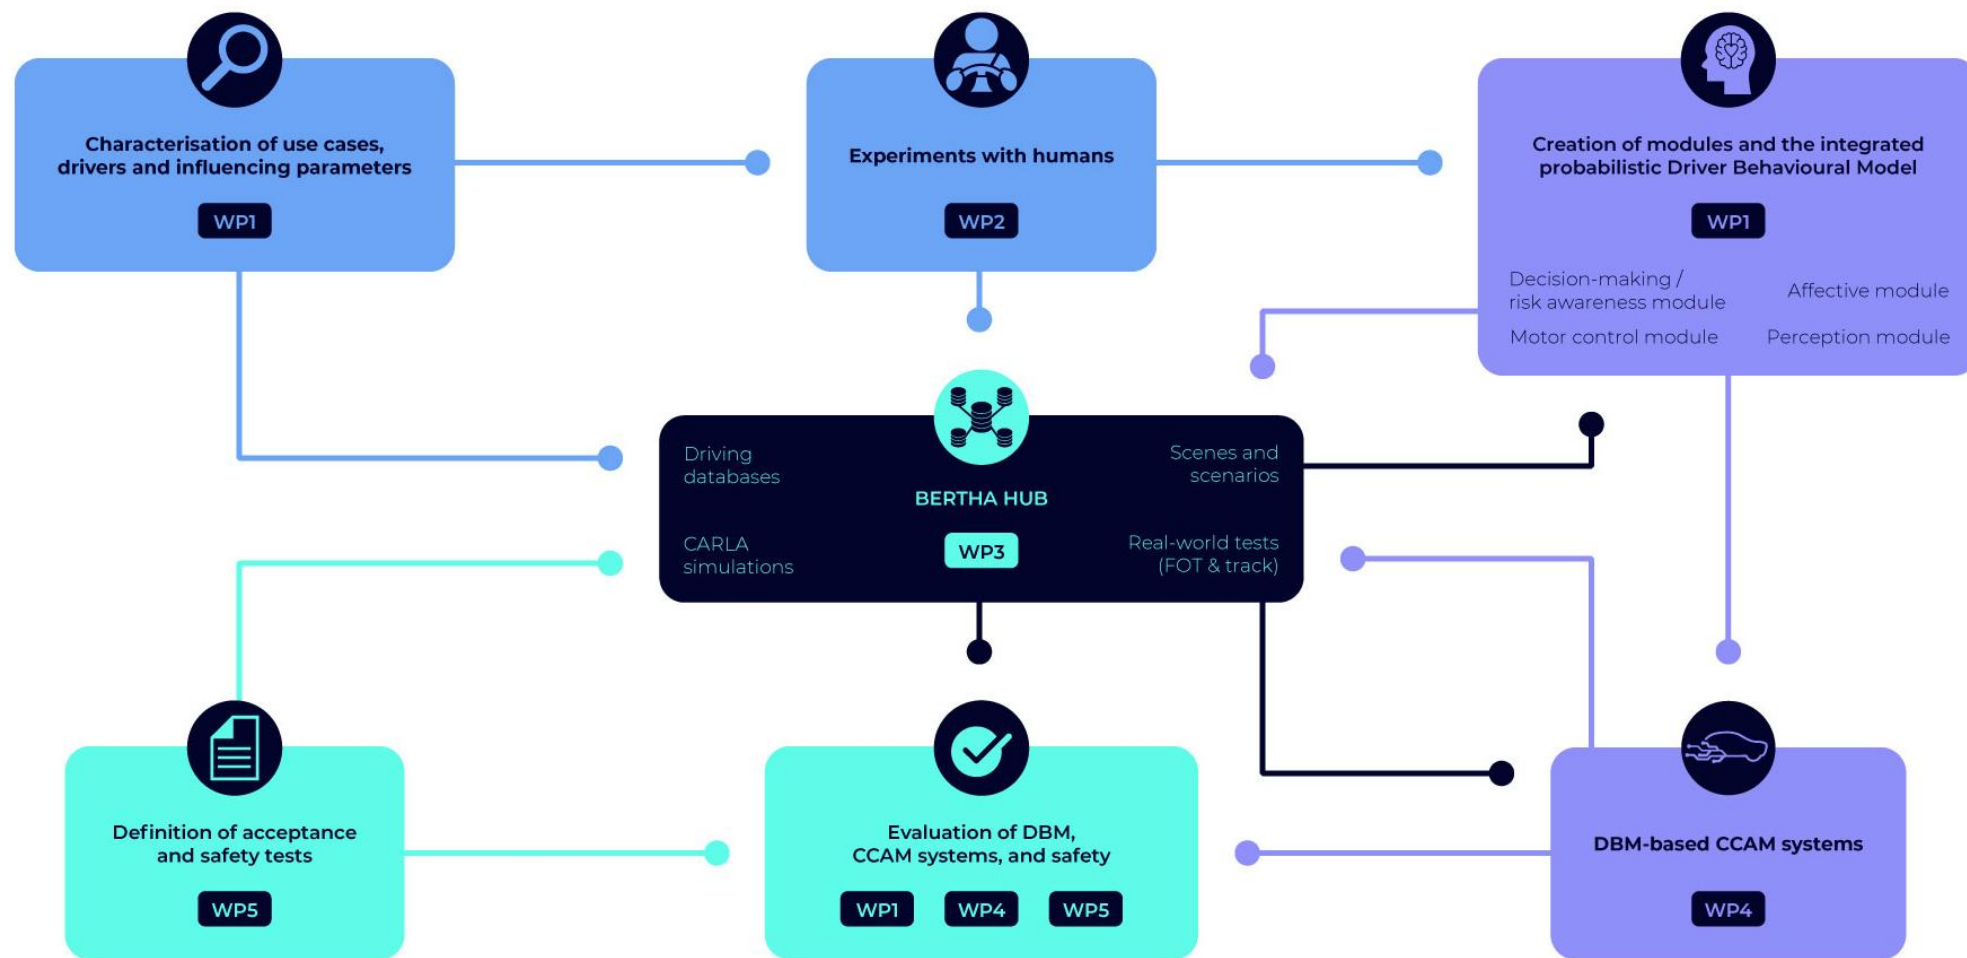 Characterisation of use cases,
drivers and influencing parameters
WP1
Experiments with humans
WP2
Creation of modules and the integrated
probabilistic Driver Behavioural Model
WP1
Decision-making /
risk awareness module
Affective module
Motor control module
Perception module
Driving
databases
Scenes and
scenarios
BERTHA HUB
WP3
CARLA
simulations
Real-world tests
(FOT & track)
Definition of acceptance
and safety tests
WP5
Evaluation of DBM,
CCAM systems, and safety
WP1
WP4
WP5
DBM-based CCAM systems
WP4